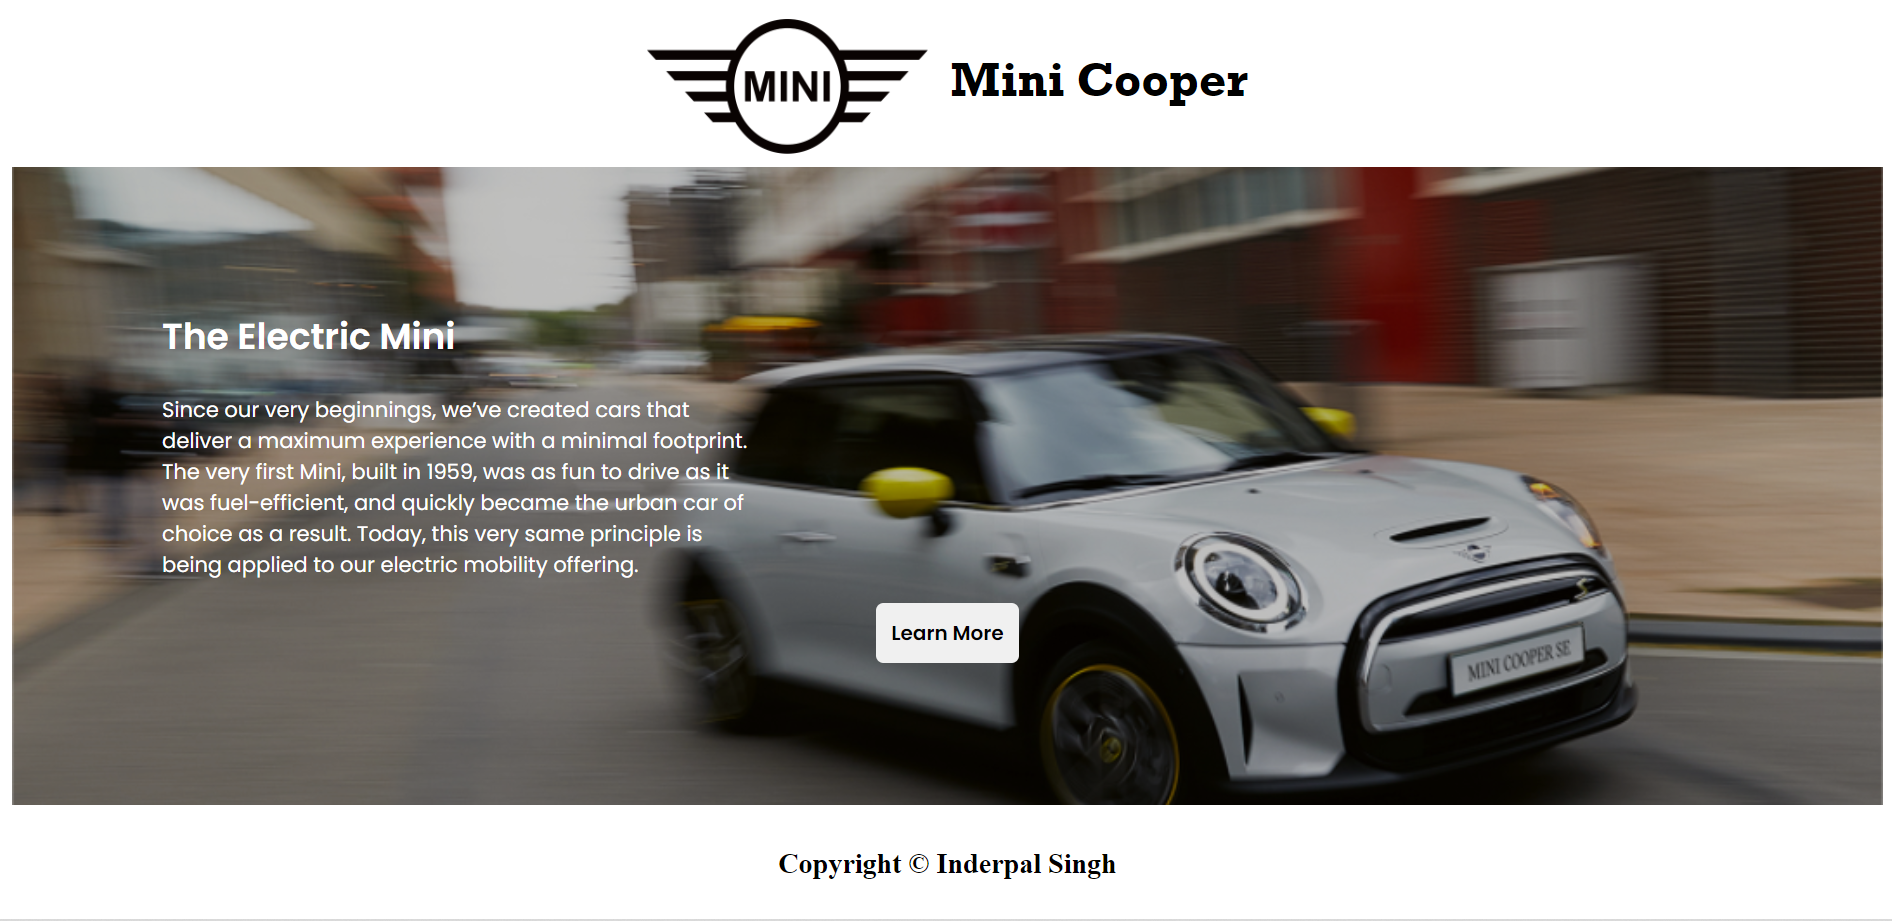 MINI
Mini Cooper
The Electric Mini
Since our very beginnings, we’ve created cars that
deliver a maximum experience with a minimal footprint.
The very first Mini, built in 1959, was as fun to drive as it
was fuel-efficient, and quickly became the urban car of
choice as a result. Today, this very same principle is
being applied to our electric mobility offering.
Learn More
MINI COOPER SE
Copyright © Inderpal Singh